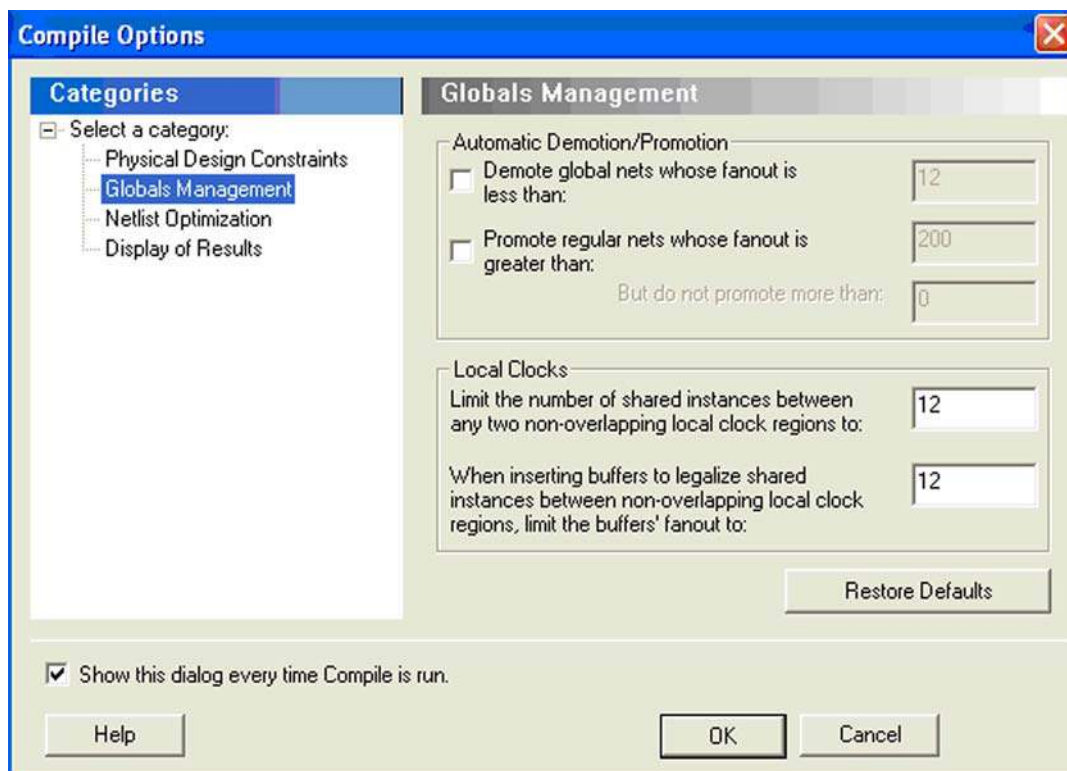 Compile Options
Categories
Select a category:
Physical Design Constraints
Globals Management
Netlist Optimization
Display of Results
Globals Management
Automatic Demotion/Promotion
Demote global nets whose fanout is
less than:
12
Promote regular nets whose fanout is
greater than:
200
But do not promote more than:
0
Local Clocks
Limit the number of shared instances between
any two non-overlapping local clock regions to:
12
When inserting buffers to legalize shared
instances between non-overlapping local clock
regions, limit the buffers' fanout to:
12
Restore Defaults
Show this dialog every time Compile is run.
Help
OK
Cancel